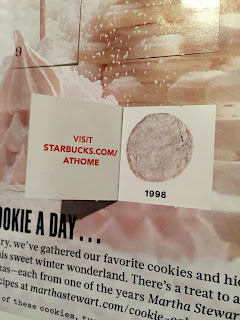 9
VISIT
STARBUCKS.COM/
ATHOME
1998
OOKIE A DAY . . .
ry, we've gathered our favorite cookies and hid
is sweet winter wonderland. There's a treat to a
as—each from one of the years Martha Stewar
cipes at marthastewart.com/cookie-
of these cookies,